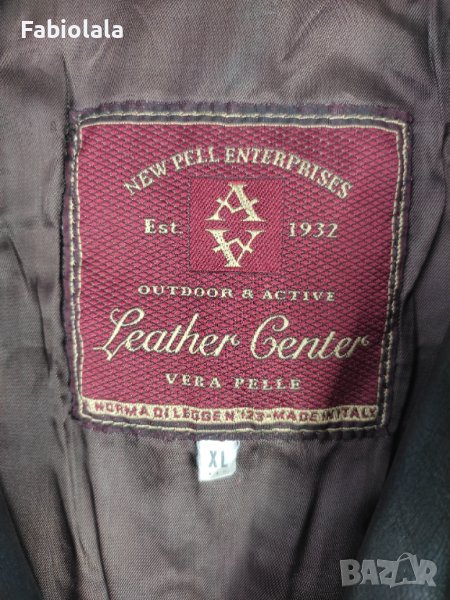 Fabiolala
NEW PELL ENTERPRISES
A
Est. 1932
A
OUTDOOR & ACTIVE
Leather Center
VERA PELLE
A NORMA DI LEGGE N° 123 - MADE IN ITALY
XL
BAZAR